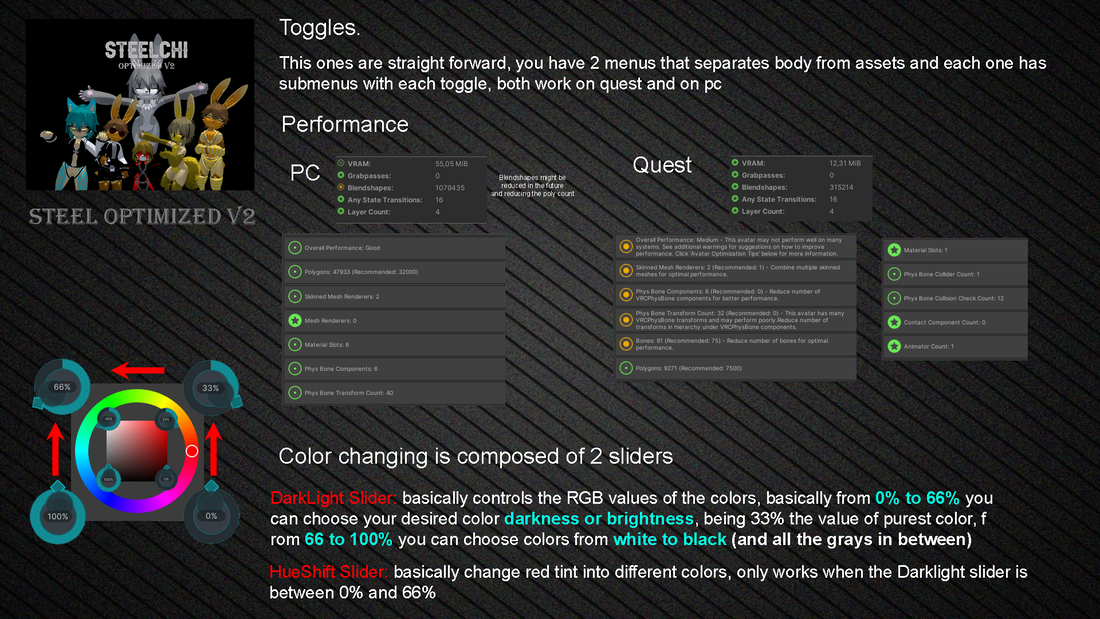 STEELCHI
OPTIMIZED V2
STEEL OPTIMIZED V2
Toggles.
This ones are straight forward, you have 2 menus that separates body from assets and each one has
submenus with each toggle, both work on quest and on pc
Performance
PC
VRAM: 55,05 MiB
Grabpasses: 0
Blendshapes: 1079435
Any State Transitions: 16
Layer Count: 4
Blendshapes might be
reduced in the future
and reducing the poly count
Overall Performance: Good
Polygons: 47933 (Recommended: 32000)
Skinned Mesh Renderers: 2
Mesh Renderers: 0
Material Slots: 6
Phys Bone Components: 6
Phys Bone Transform Count: 40
Quest
VRAM: 12,31 MiB
Grabpasses: 0
Blendshapes: 315214
Any State Transitions: 16
Layer Count: 4
Overall Performance: Medium - This avatar may not perform well on many
systems. See additional warnings for suggestions on how to improve
performance. Click 'Avatar Optimization Tips' below for more information.
Skinned Mesh Renderers: 2 (Recommended: 1) - Combine multiple skinned
meshes for optimal performance.
Phys Bone Components: 6 (Recommended: 0) - Reduce number of
VRCPhysBone components for better performance.
Phys Bone Transform Count: 32 (Recommended: 0) - This avatar has many
VRCPhysBone transforms and may perform poorly.Reduce number of
transforms in hierarchy under VRCPhysBone components.
Bones: 91 (Recommended: 75) - Reduce number of bones for optimal
performance.
Polygons: 9271 (Recommended: 7500)
Material Slots: 1
Phys Bone Collider Count: 1
Phys Bone Collision Check Count: 12
Contact Component Count: 0
Animator Count: 1
66%
33%
66%
33%
100%
0%
100%
0%
Color changing is composed of 2 sliders
DarkLight Slider: basically controls the RGB values of the colors, basically from 0% to 66% you
can choose your desired color darkness or brightness, being 33% the value of purest color, f
rom 66 to 100% you can choose colors from white to black (and all the grays in between)
HueShift Slider: basically change red tint into different colors, only works when the Darklight slider is
between 0% and 66%